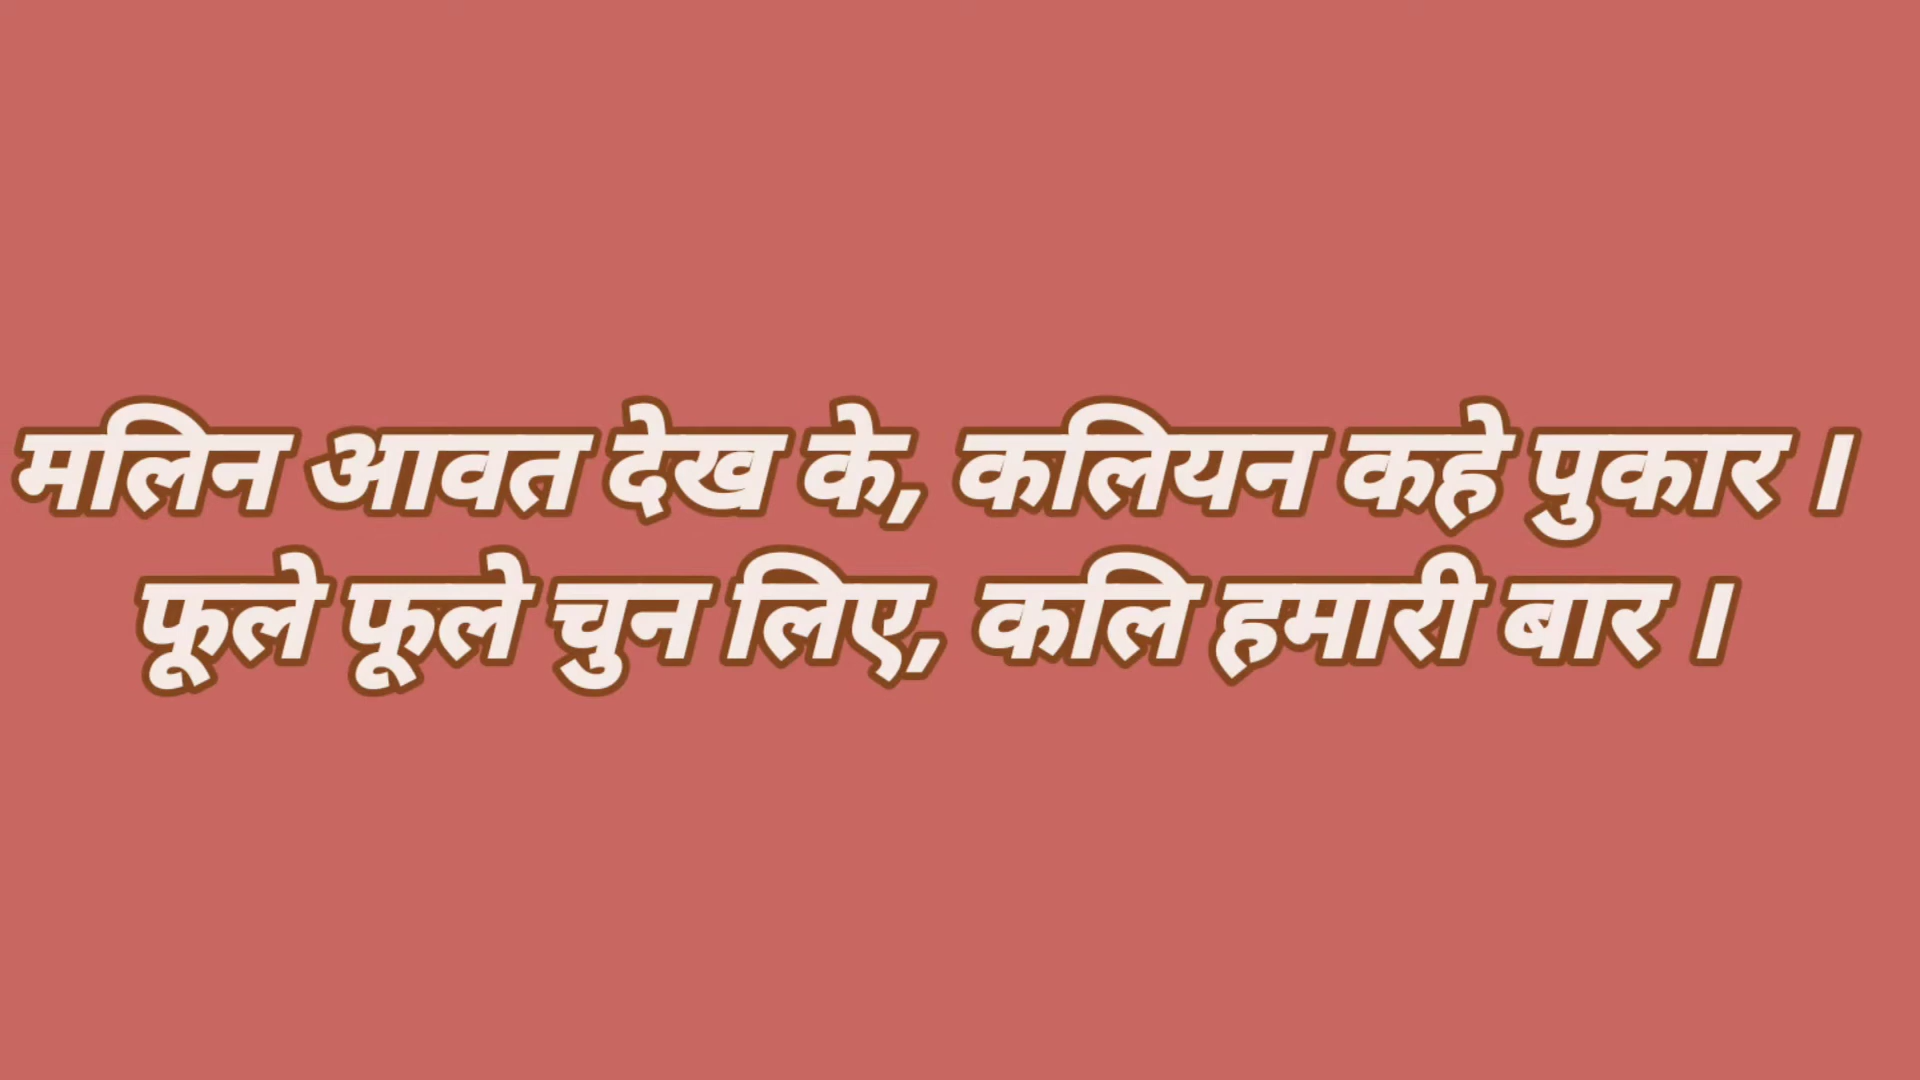 मलिन आवत देख के, कलियन कहे पुकार ।
फूले फूले चुन लिए, कलि हमारी बार ।